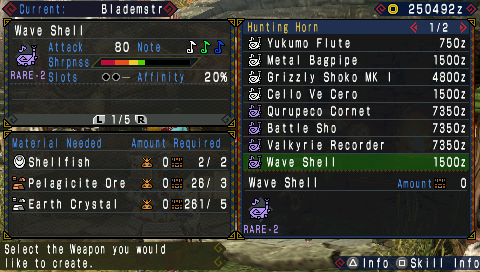 Current: Blademstr
250492z
Wave Shell
Attack 80 Note
Shrpnss
RARE-2
Slots Affinity 20%
L 1/5 R
Material Needed Amount Required
Shellfish 0 2/ 2
Pelagicite Ore 0 26/ 3
Earth Crystal 0 261/ 5
Hunting Horn 1/2
Yukumo Flute 750z
Metal Bagpipe 1500z
Grizzly Shoko MK I 4800z
Cello Ve Cero 1500z
Qurupeco Cornet 7350z
Battle Sho 7350z
Valkyrie Recorder 7350z
Wave Shell 1500z
Wave Shell Amount 0
RARE-2
Select the Weapon you would
like to create.
Info Skill Info